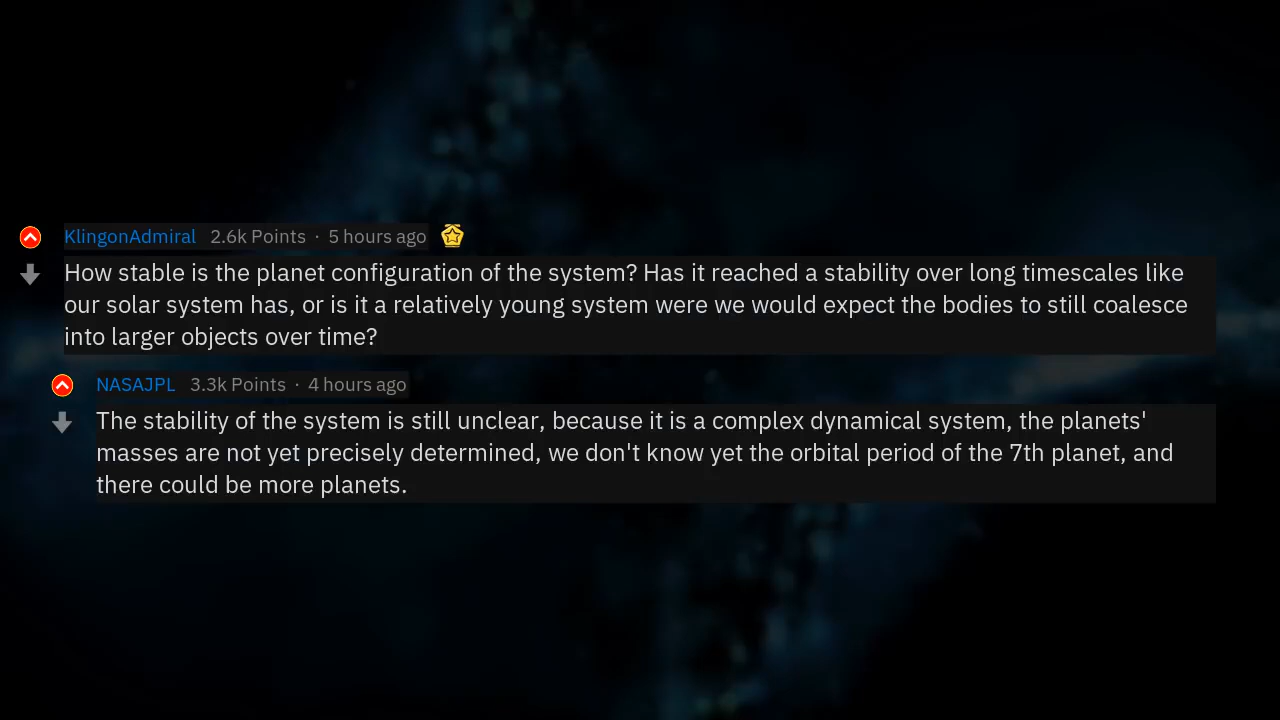 KlingonAdmiral 2.6k Points · 5 hours ago
How stable is the planet configuration of the system? Has it reached a stability over long timescales like
our solar system has, or is it a relatively young system were we would expect the bodies to still coalesce
into larger objects over time?
NASAJPL 3.3k Points · 4 hours ago
The stability of the system is still unclear, because it is a complex dynamical system, the planets'
masses are not yet precisely determined, we don't know yet the orbital period of the 7th planet, and
there could be more planets.